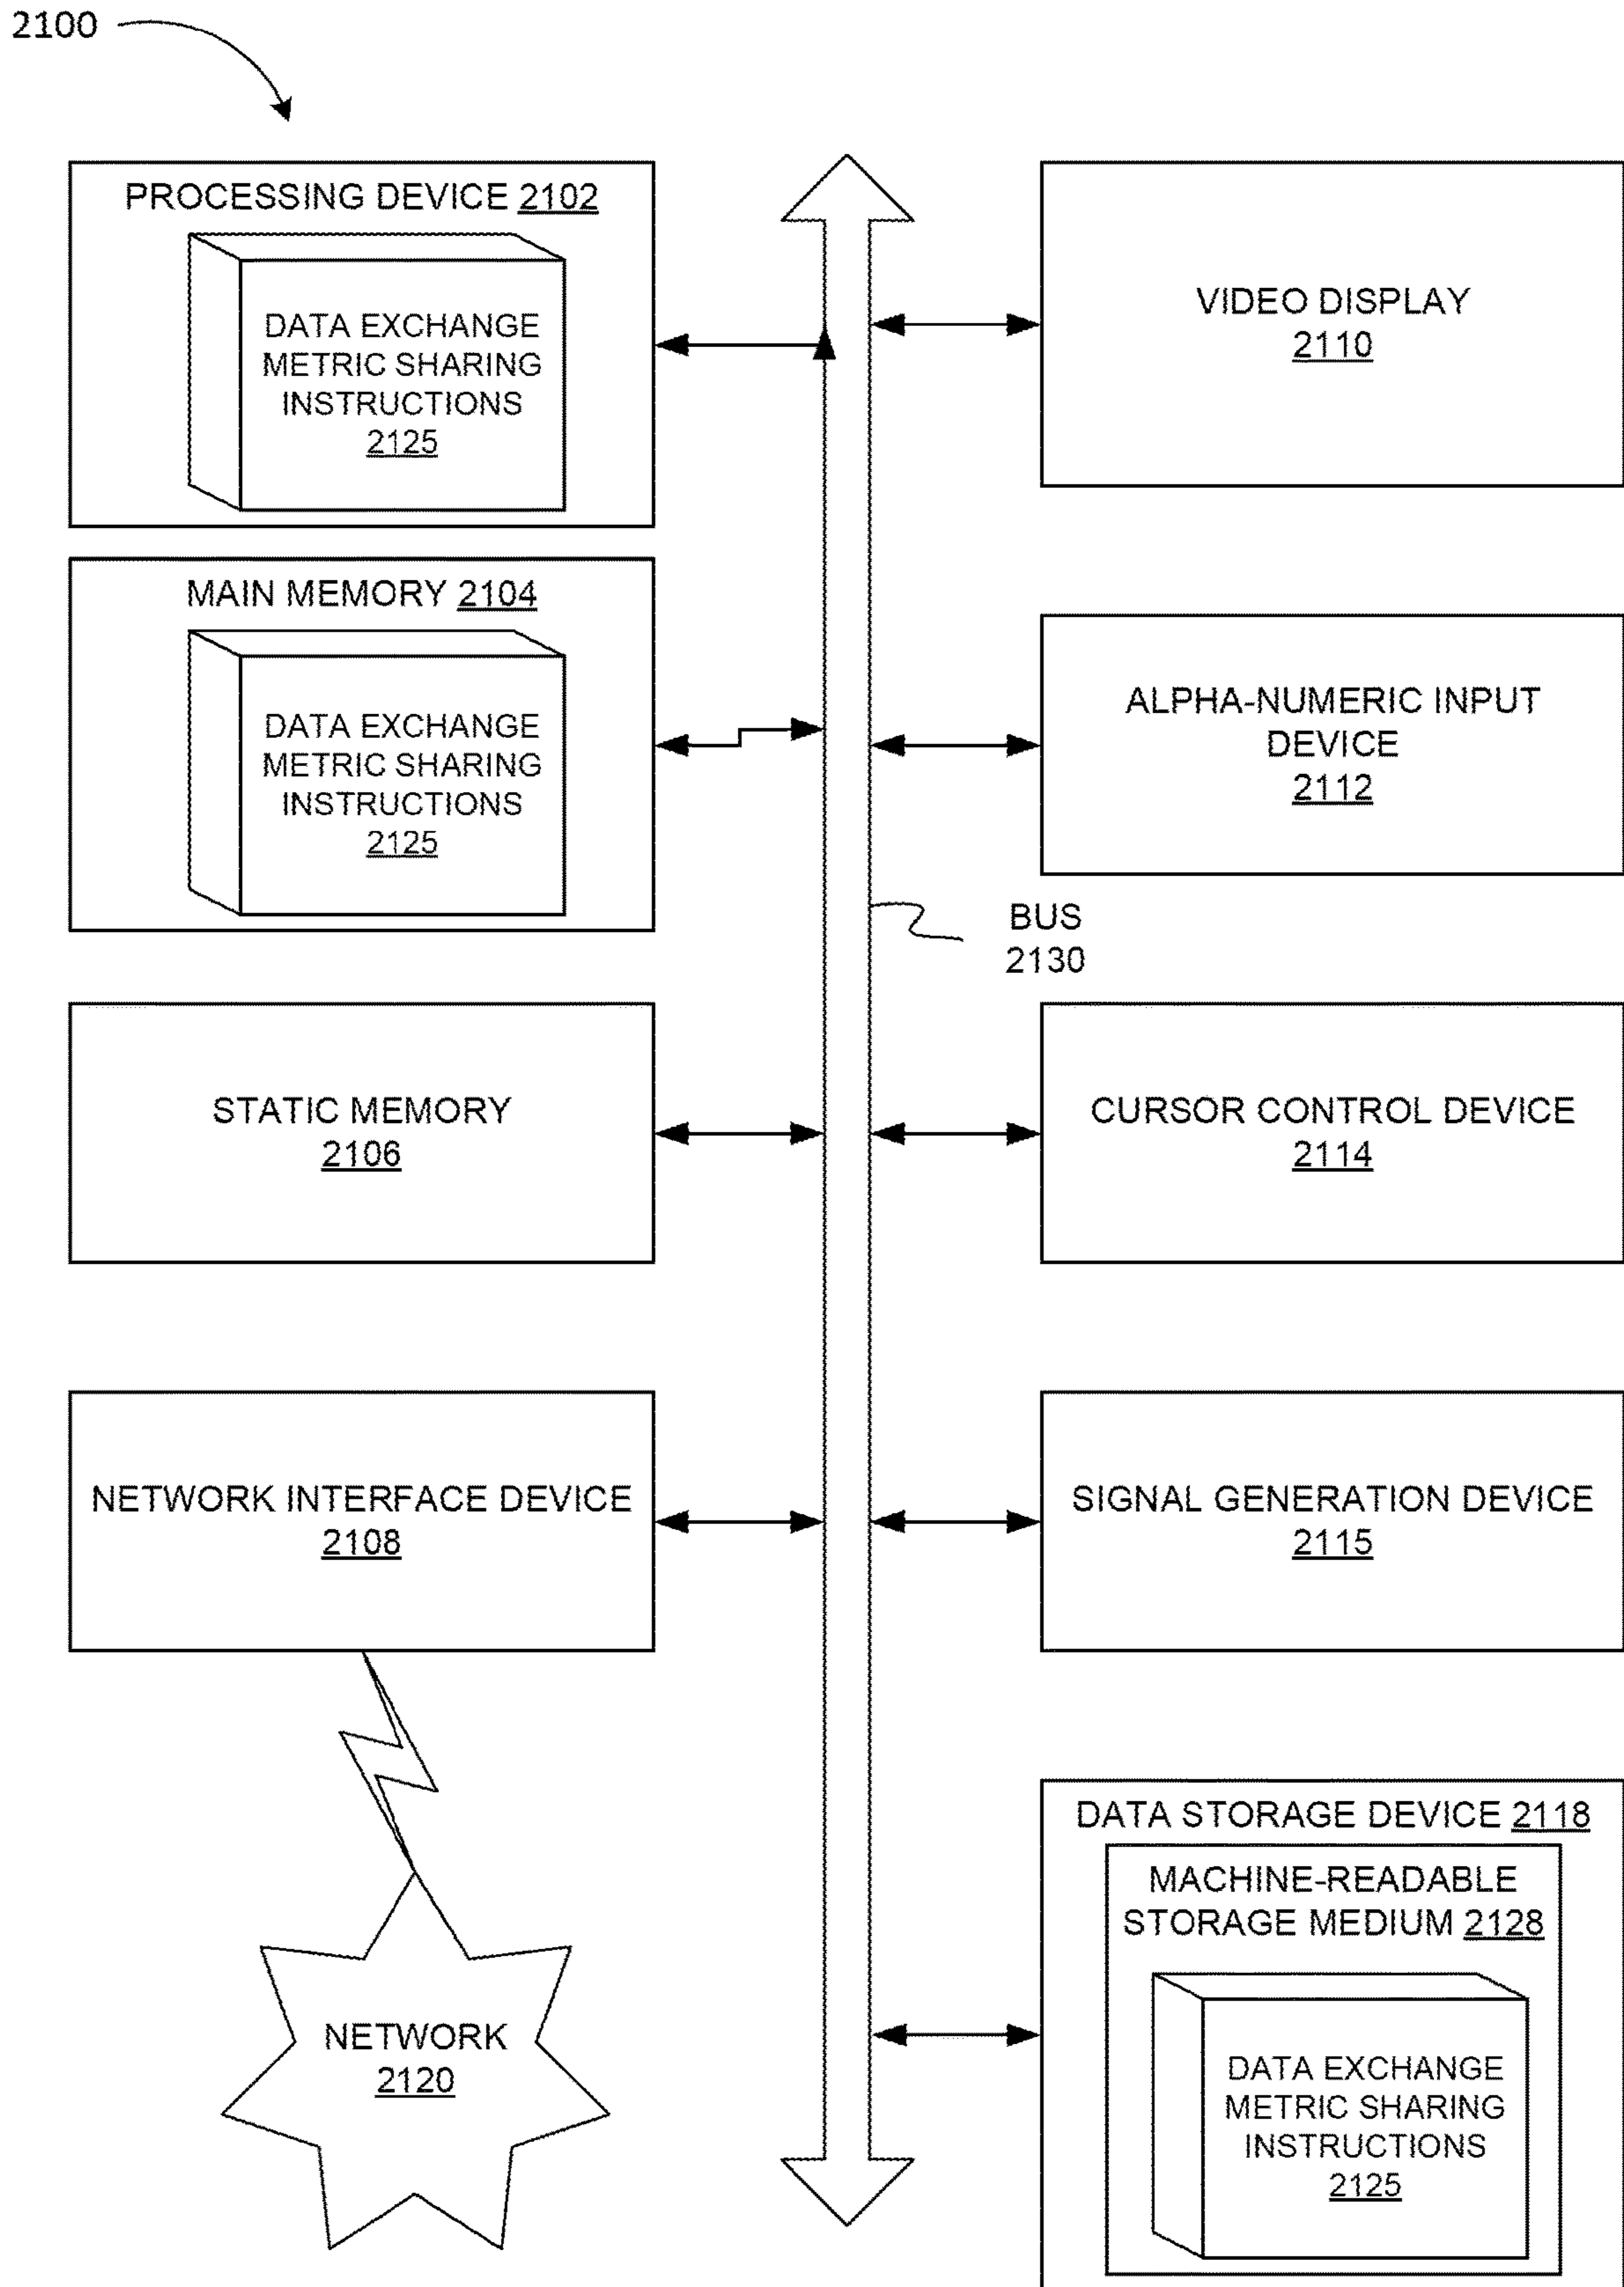 2100
PROCESSING DEVICE 2102
DATA EXCHANGE
METRIC SHARING
INSTRUCTIONS
2125
MAIN MEMORY 2104
DATA EXCHANGE
METRIC SHARING
INSTRUCTIONS
2125
STATIC MEMORY
2106
NETWORK INTERFACE DEVICE
2108
NETWORK
2120
BUS
2130
VIDEO DISPLAY
2110
ALPHA-NUMERIC INPUT
DEVICE
2112
CURSOR CONTROL DEVICE
2114
SIGNAL GENERATION DEVICE
2115
DATA STORAGE DEVICE 2118
MACHINE-READABLE
STORAGE MEDIUM 2128
DATA EXCHANGE
METRIC SHARING
INSTRUCTIONS
2125